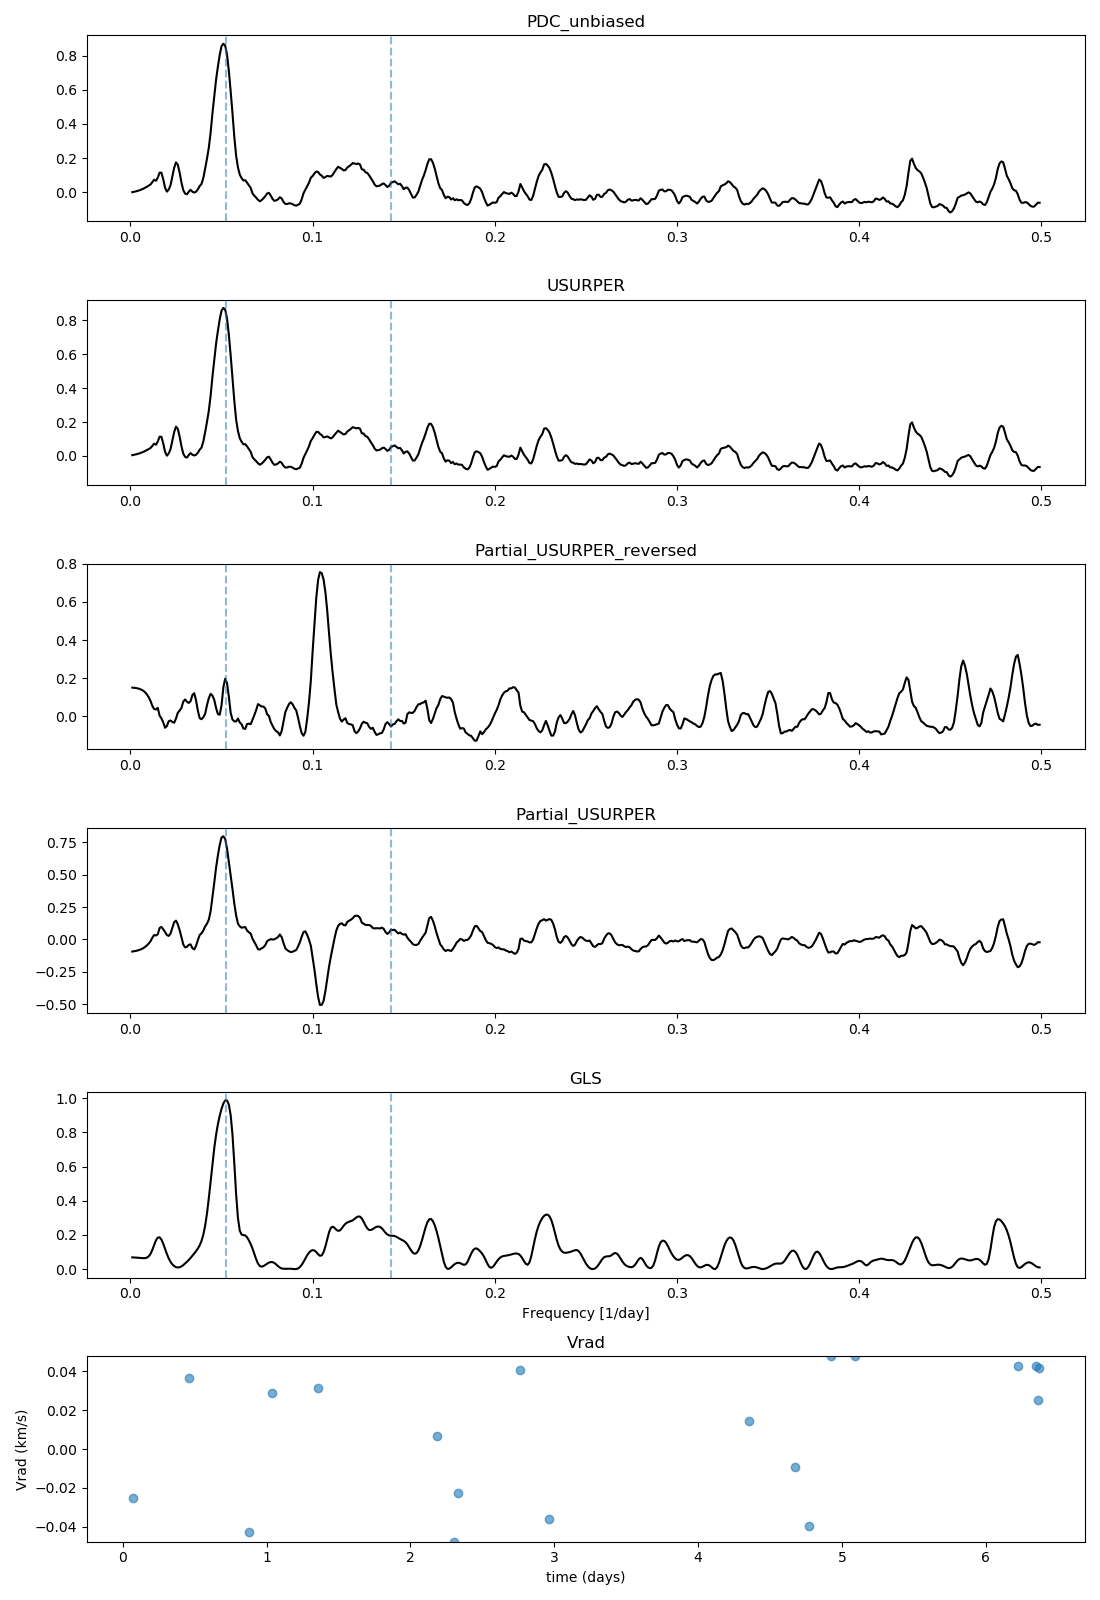 PDC_unbiased
0.8
0.6
0.4
0.2
0.0
0.0 0.1 0.2 0.3 0.4 0.5
USURPER
0.8
0.6
0.4
0.2
0.0
0.0 0.1 0.2 0.3 0.4 0.5
Partial_USURPER_reversed
0.8
0.6
0.4
0.2
0.0
0.0 0.1 0.2 0.3 0.4 0.5
Partial_USURPER
0.75
0.50
0.25
0.00
−0.25
−0.50
0.0 0.1 0.2 0.3 0.4 0.5
GLS
1.0
0.8
0.6
0.4
0.2
0.0
0.0 0.1 0.2 0.3 0.4 0.5
Frequency [1/day]
Vrad
Vrad (km/s)
0.04
0.02
0.00
−0.02
−0.04
0 1 2 3 4 5 6
time (days)